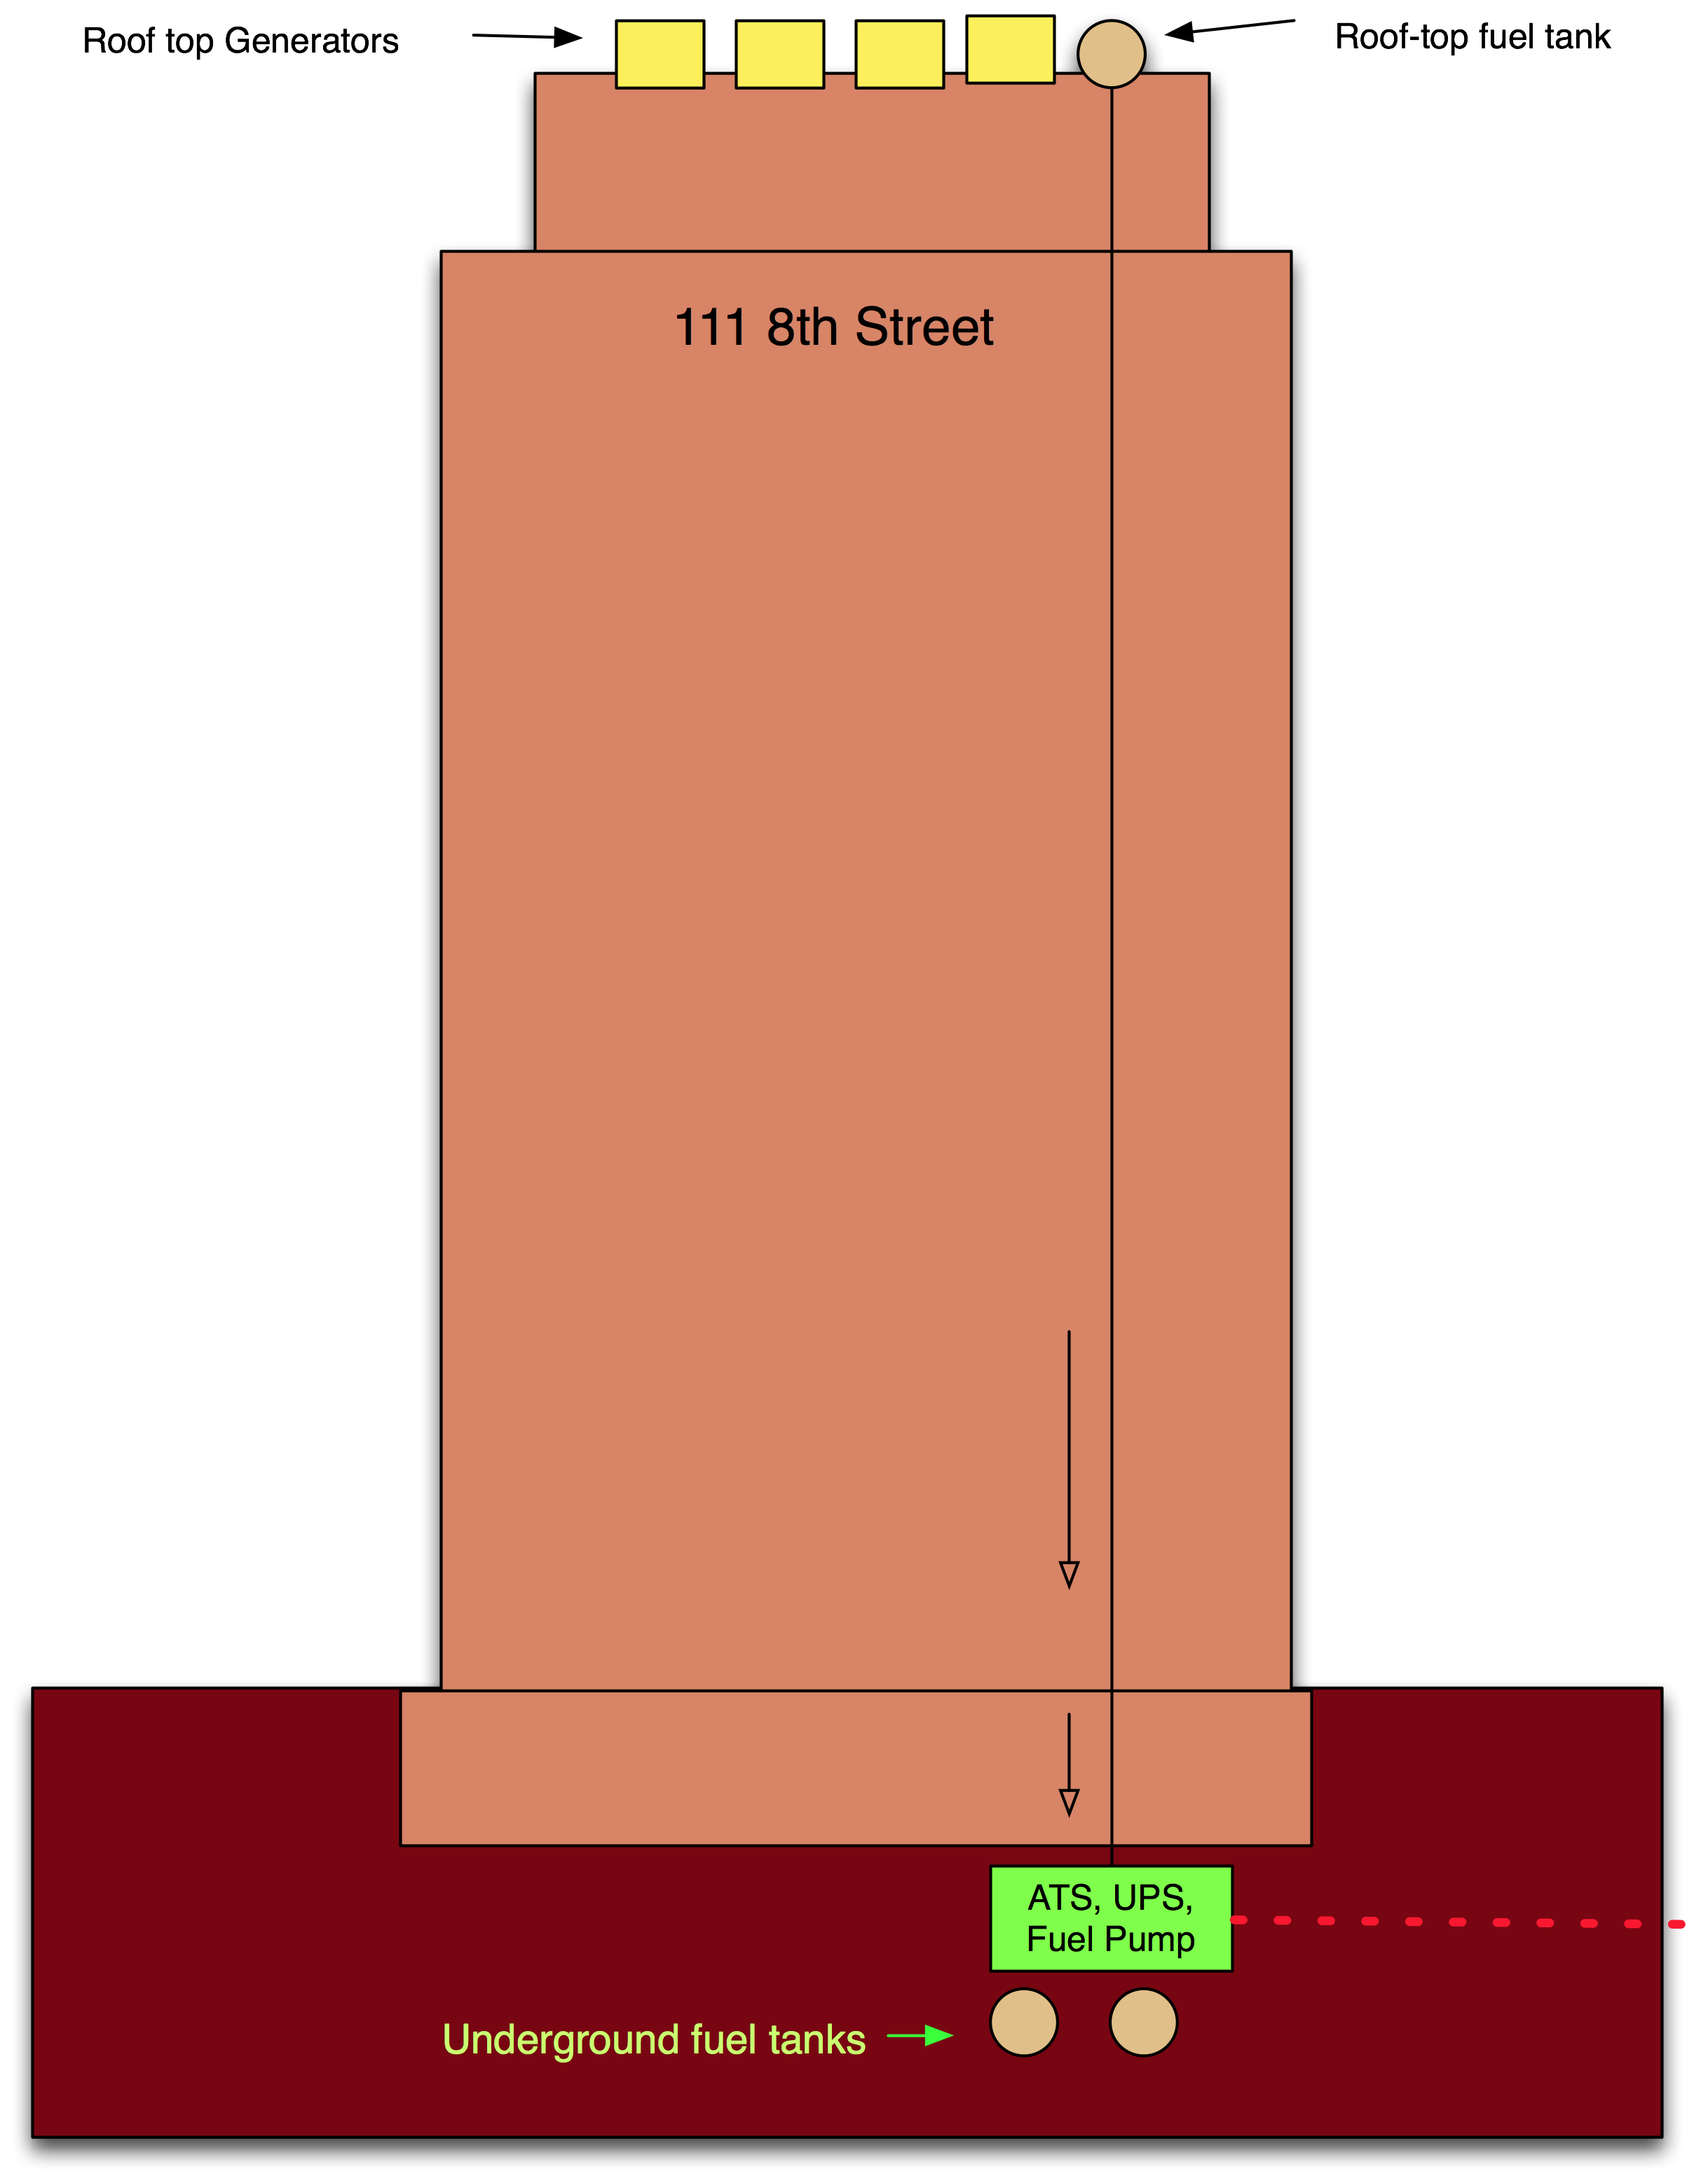 Roof top Generators
Roof-top fuel tank
111 8th Street
ATS, UPS,
Fuel Pump
Underground fuel tanks